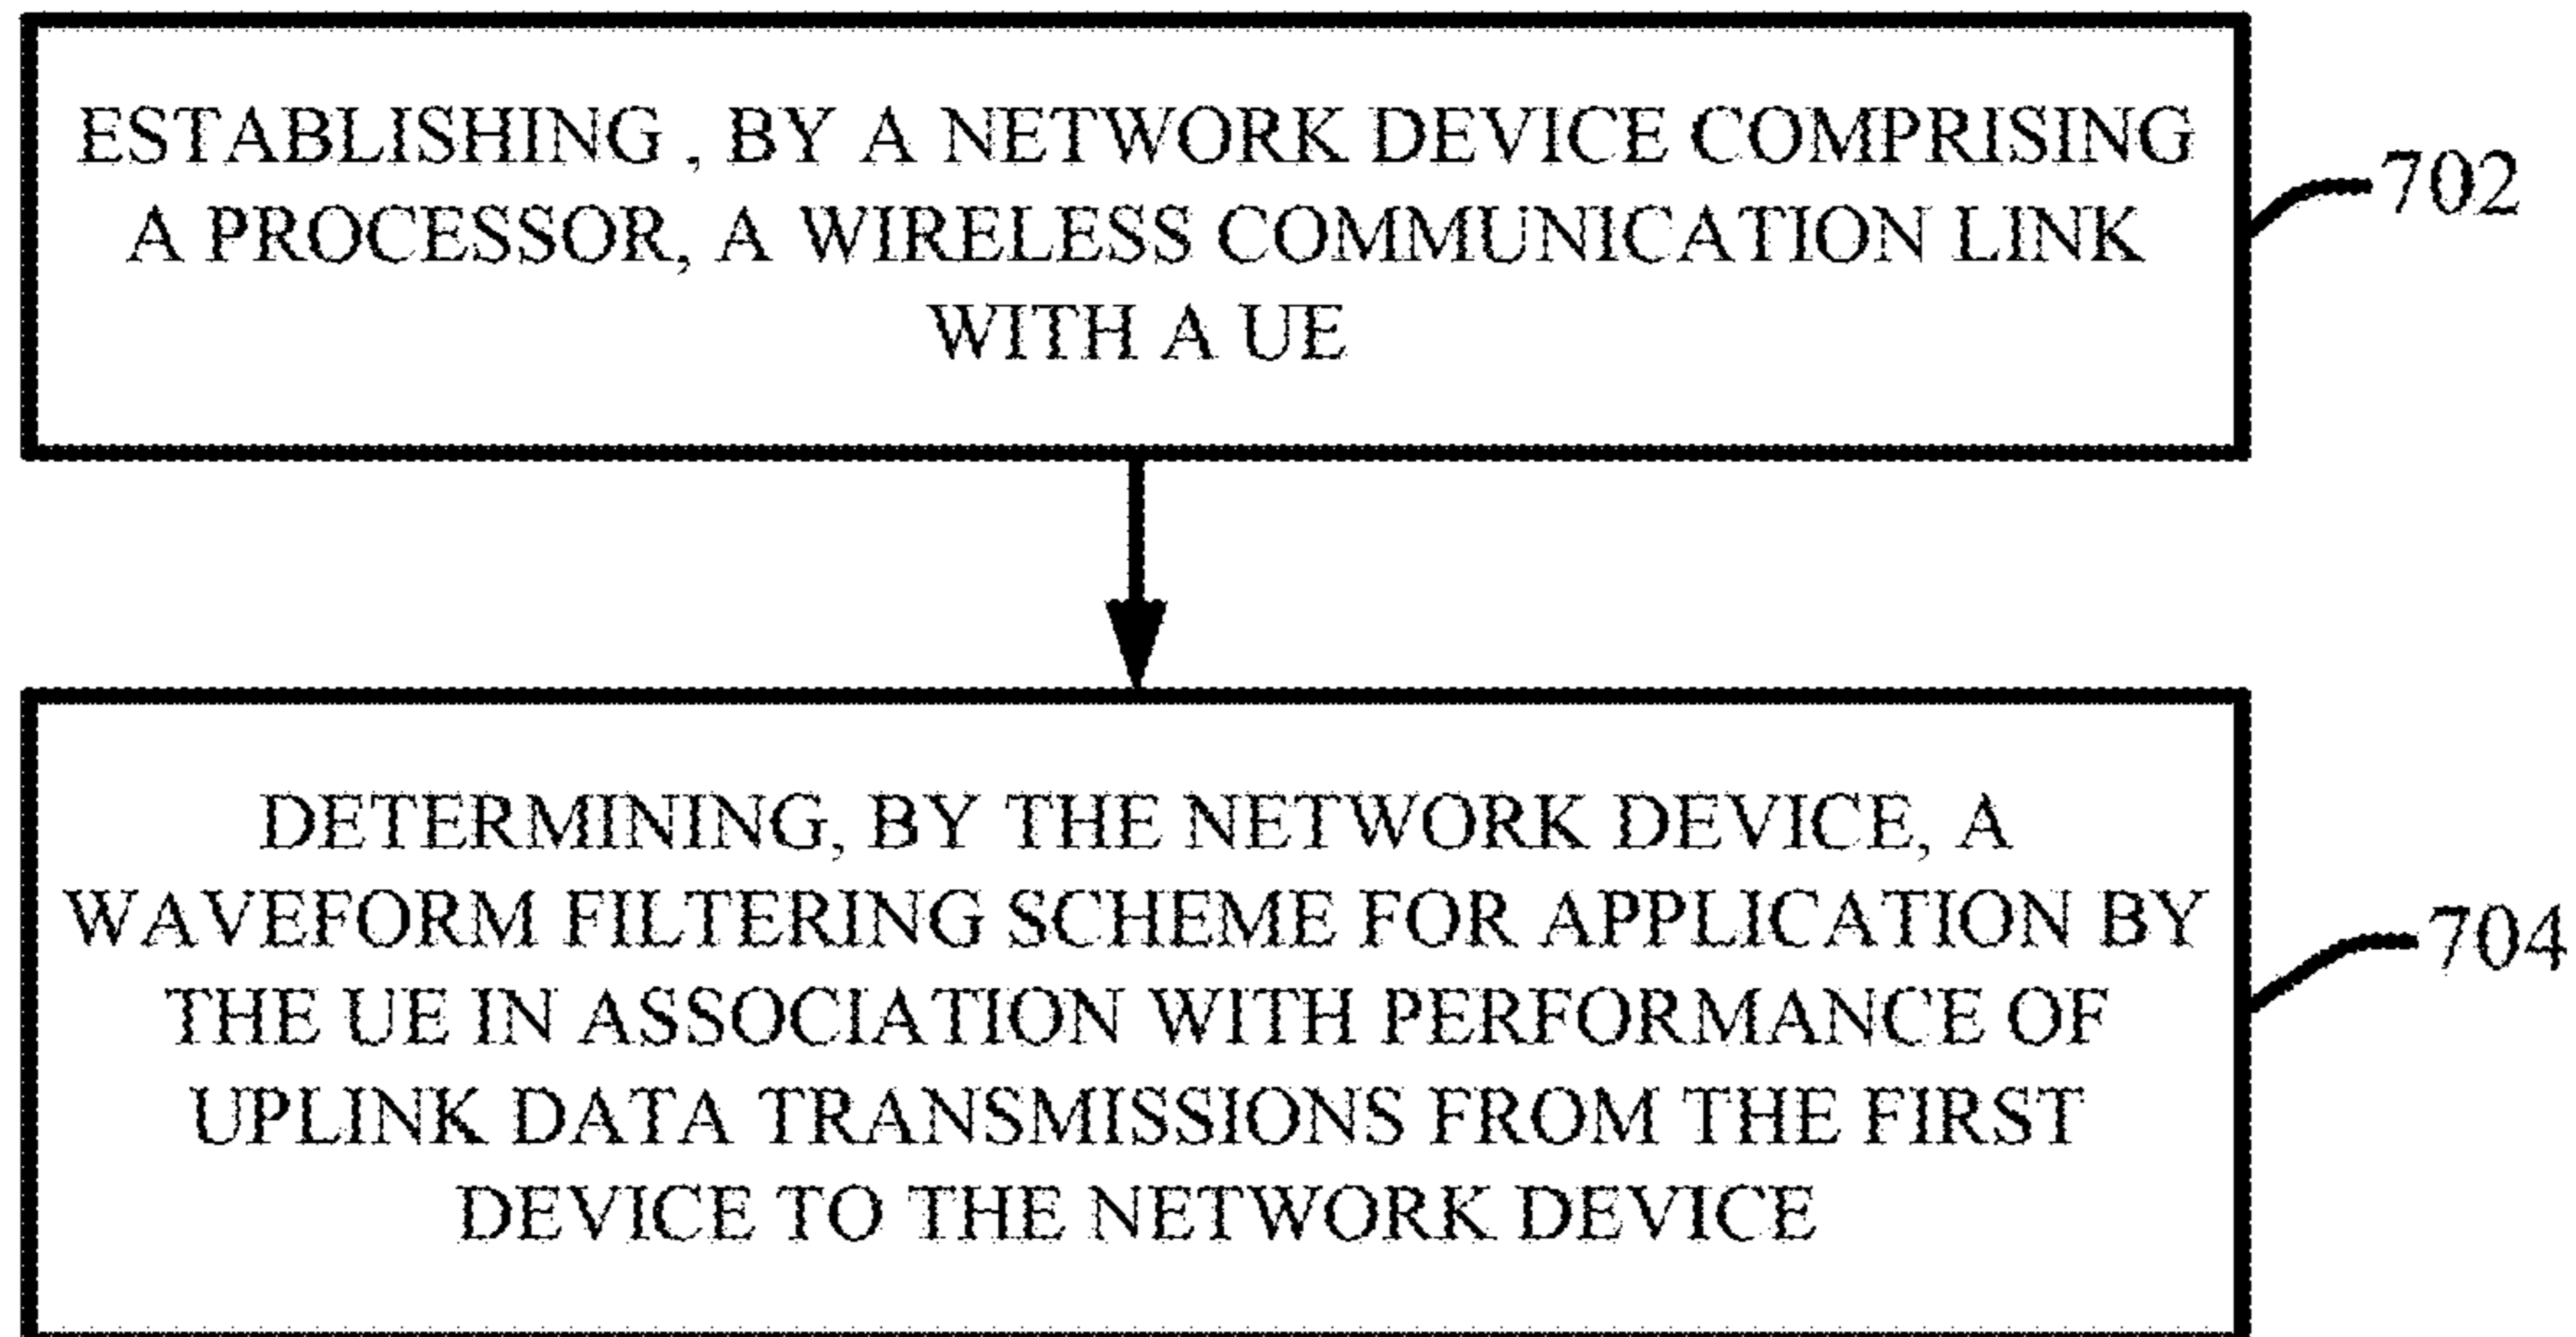 ESTABLISHING , BY A NETWORK DEVICE COMPRISING
A PROCESSOR, A WIRELESS COMMUNICATION LINK
WITH A UE
702
DETERMINING, BY THE NETWORK DEVICE, A
WAVEFORM FILTERING SCHEME FOR APPLICATION BY
THE UE IN ASSOCIATION WITH PERFORMANCE OF
UPLINK DATA TRANSMISSIONS FROM THE FIRST
DEVICE TO THE NETWORK DEVICE
704